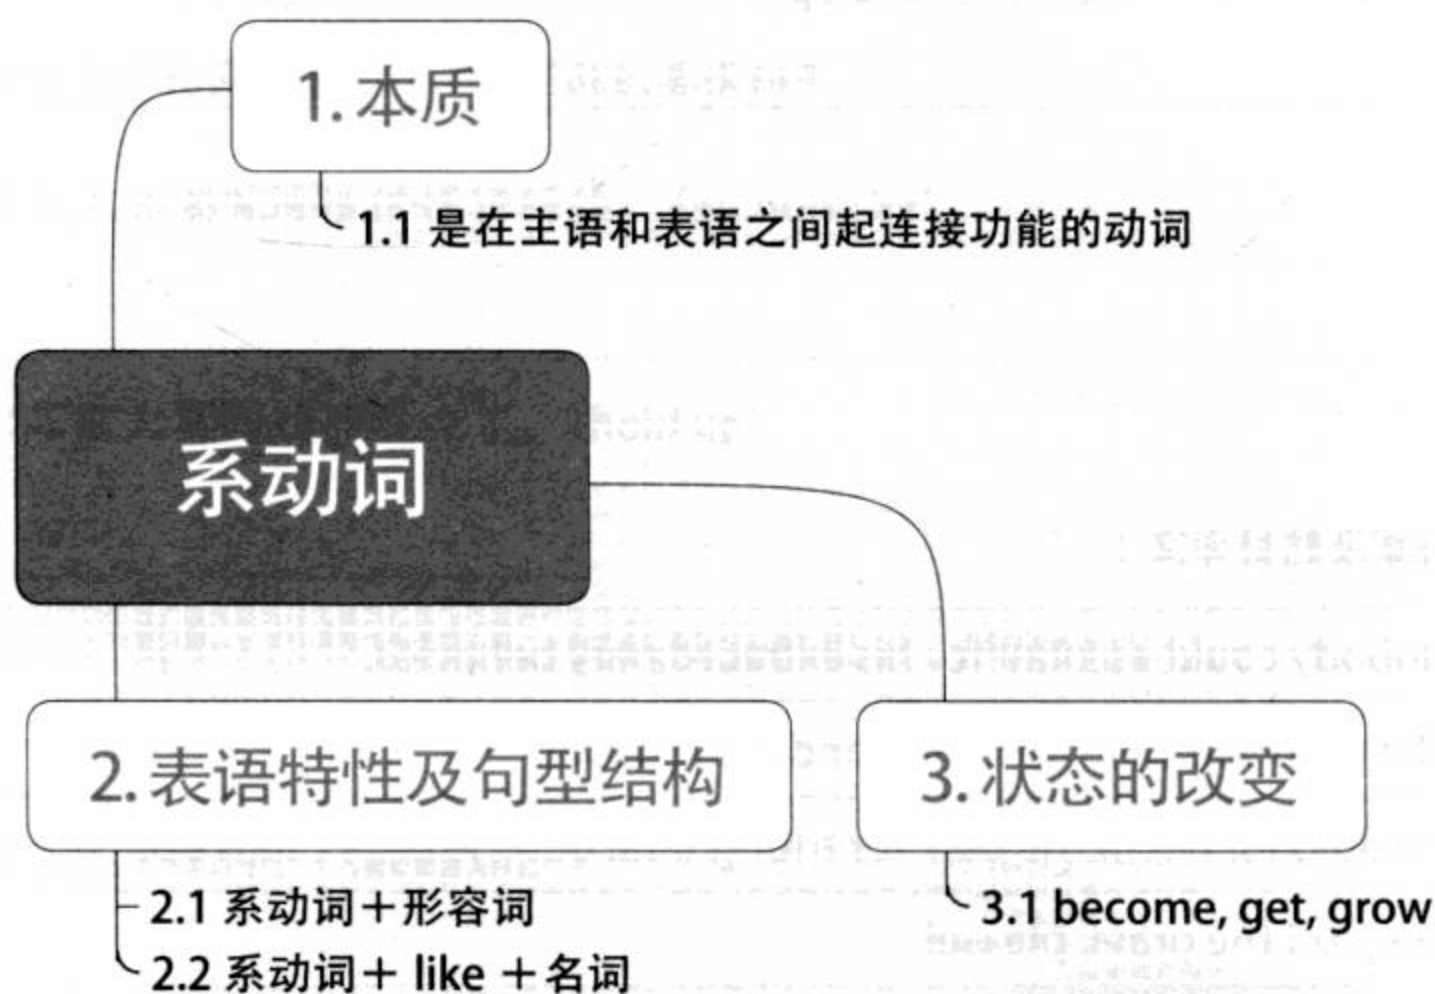 1. 本质
1.1 是在主语和表语之间起连接功能的动词
系动词
2. 表语特性及句型结构
2.1 系动词＋形容词
2.2 系动词＋ like ＋名词
3. 状态的改变
3.1 become, get, grow